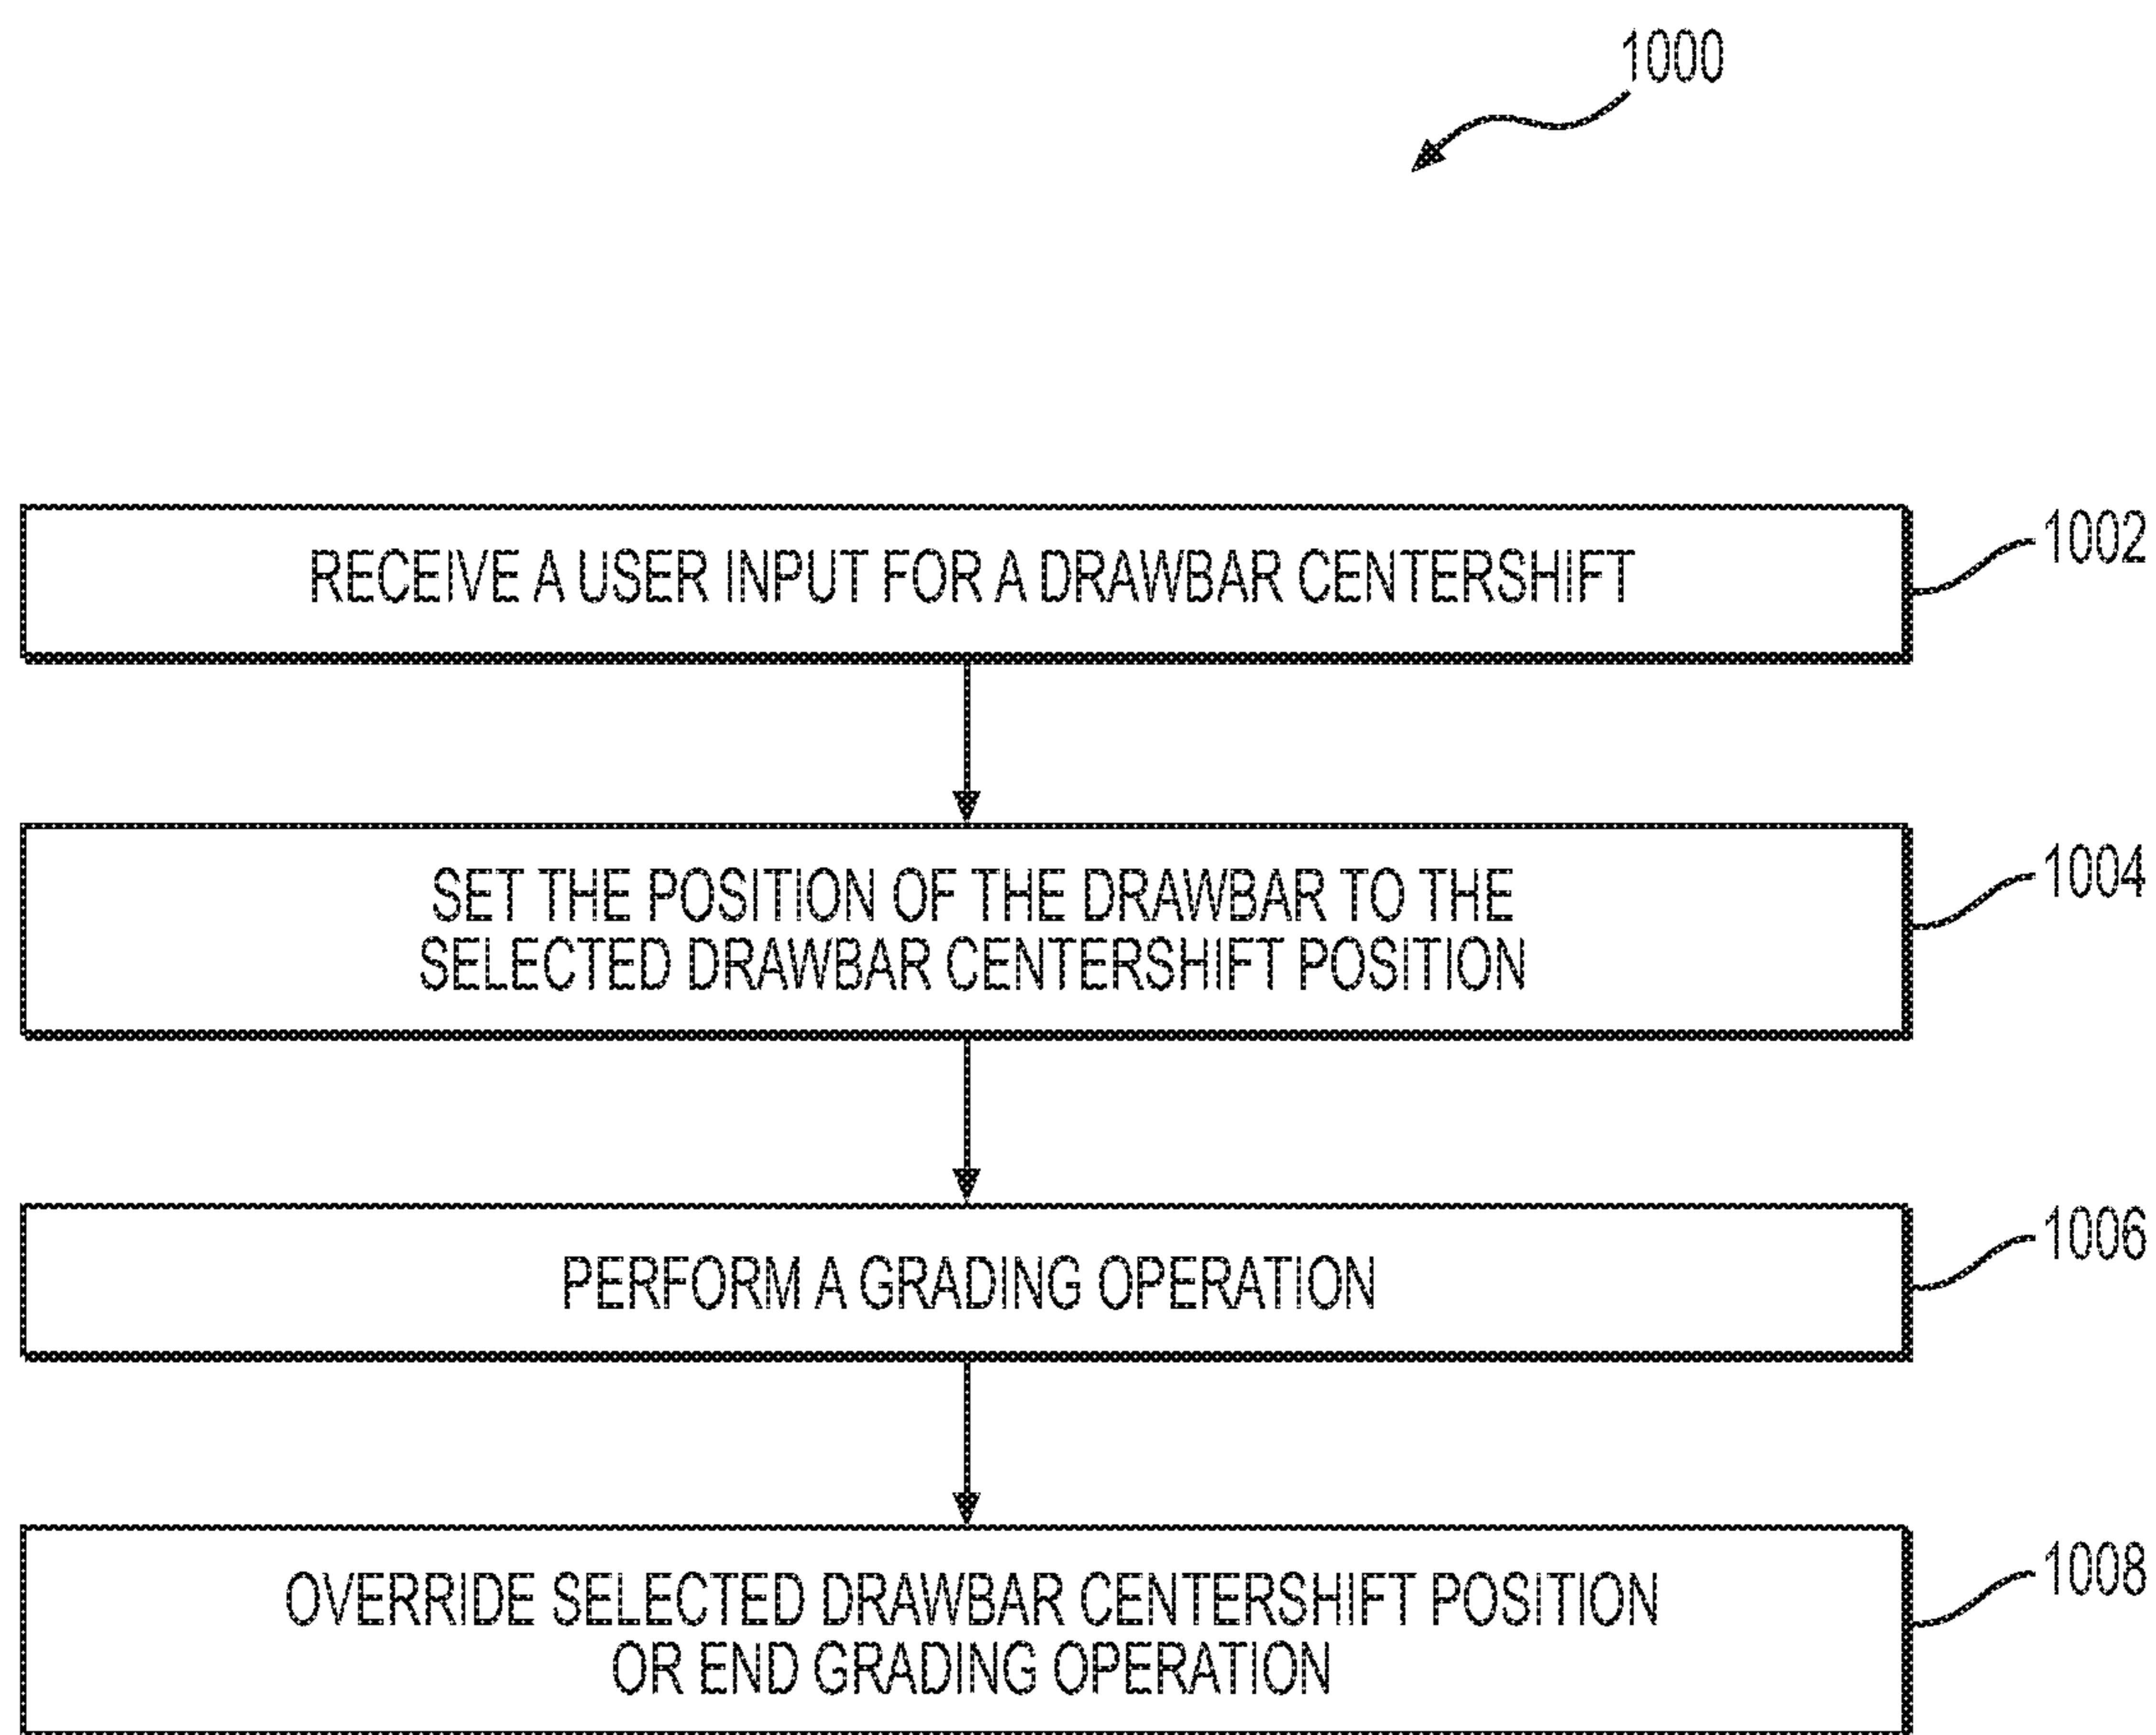 1000
RECEIVE A USER INPUT FOR A DRAWBAR CENTERSHIFT
1002
SET THE POSITION OF THE DRAWBAR TO THE
SELECTED DRAWBAR CENTERSHIFT POSITION
1004
PERFORM A GRADING OPERATION
1006
OVERRIDE SELECTED DRAWBAR CENTERSHIFT POSITION
OR END GRADING OPERATION
1008